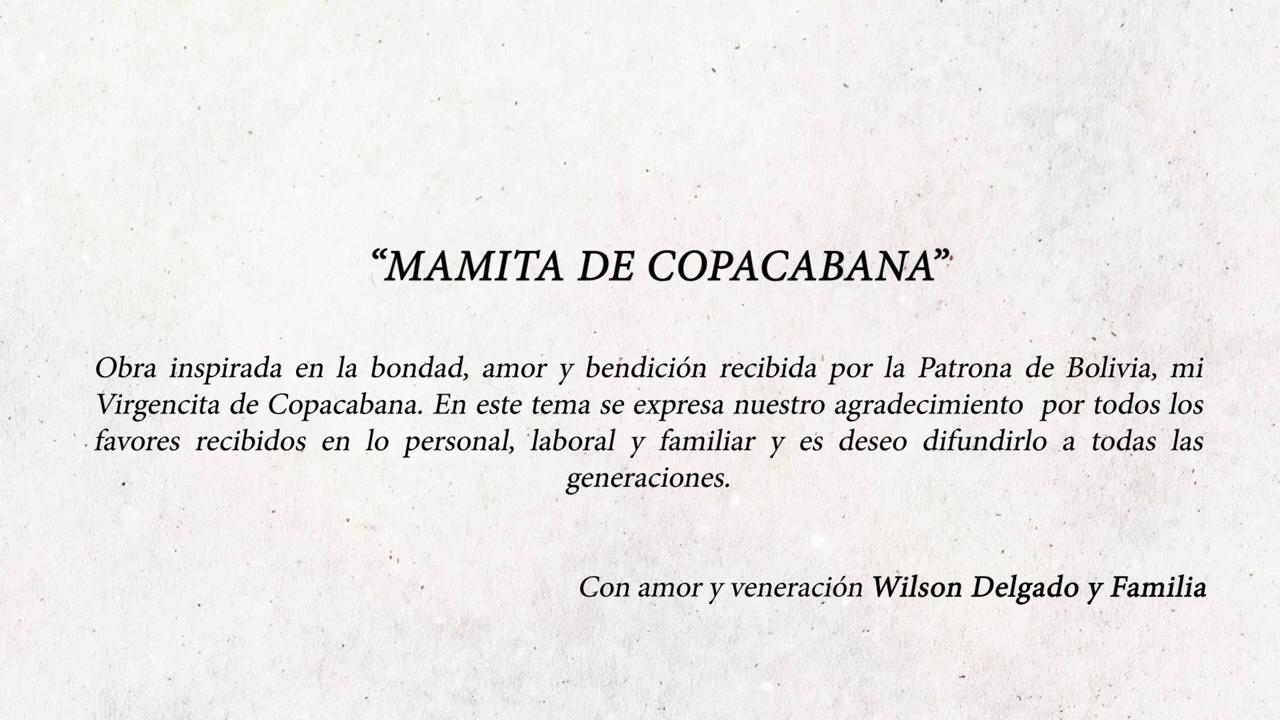 “MAMITA DE COPACABANA”
Obra inspirada en la bondad, amor y bendición recibida por la Patrona de Bolivia, mi
Virgencita de Copacabana. En este tema se expresa nuestro agradecimiento por todos los
favores recibidos en lo personal, laboral y familiar y es deseo difundirlo a todas las
generaciones.
Con amor y veneración Wilson Delgado y Familia